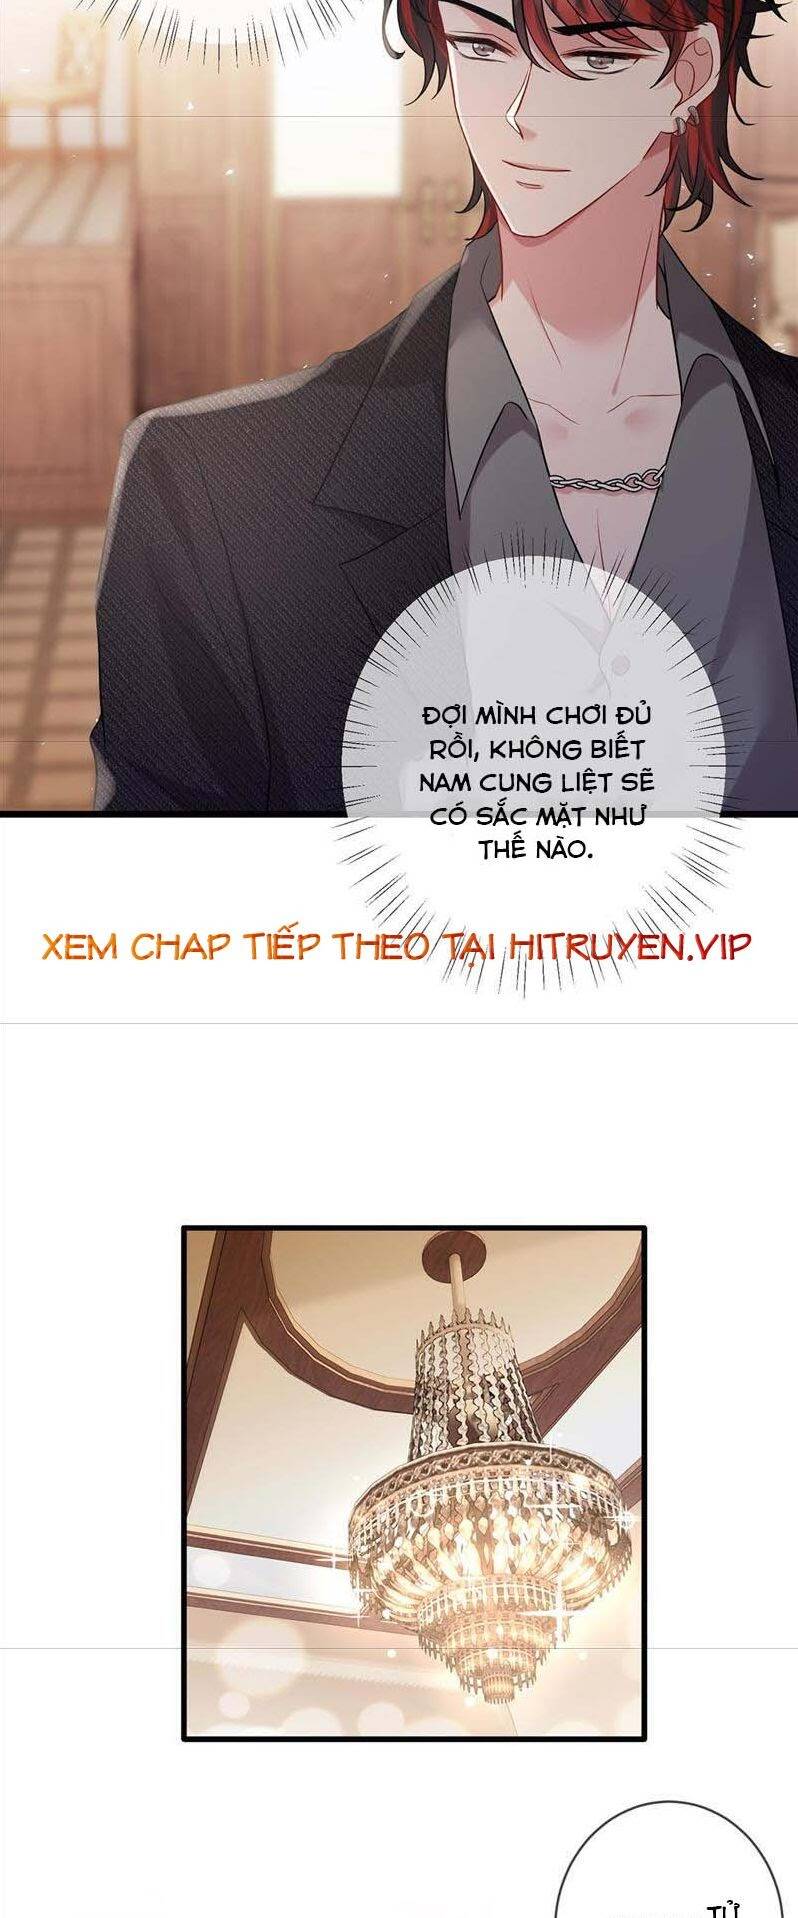 ĐỢI MÌNH CHƠI ĐỦ
RỒI, KHÔNG BIẾT
NAM CUNG LIỆT SẼ
CÓ SẮC MẶT NHƯ
THẾ NÀO.
XEM CHAP TIẾP THEO TẠI HITRUYEN.VIP
TỬ